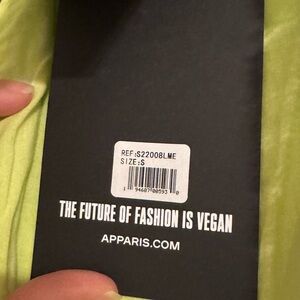 REF:S22008LME
SIZE:S
THE FUTURE OF FASHION IS VEGAN
APPARIS.COM